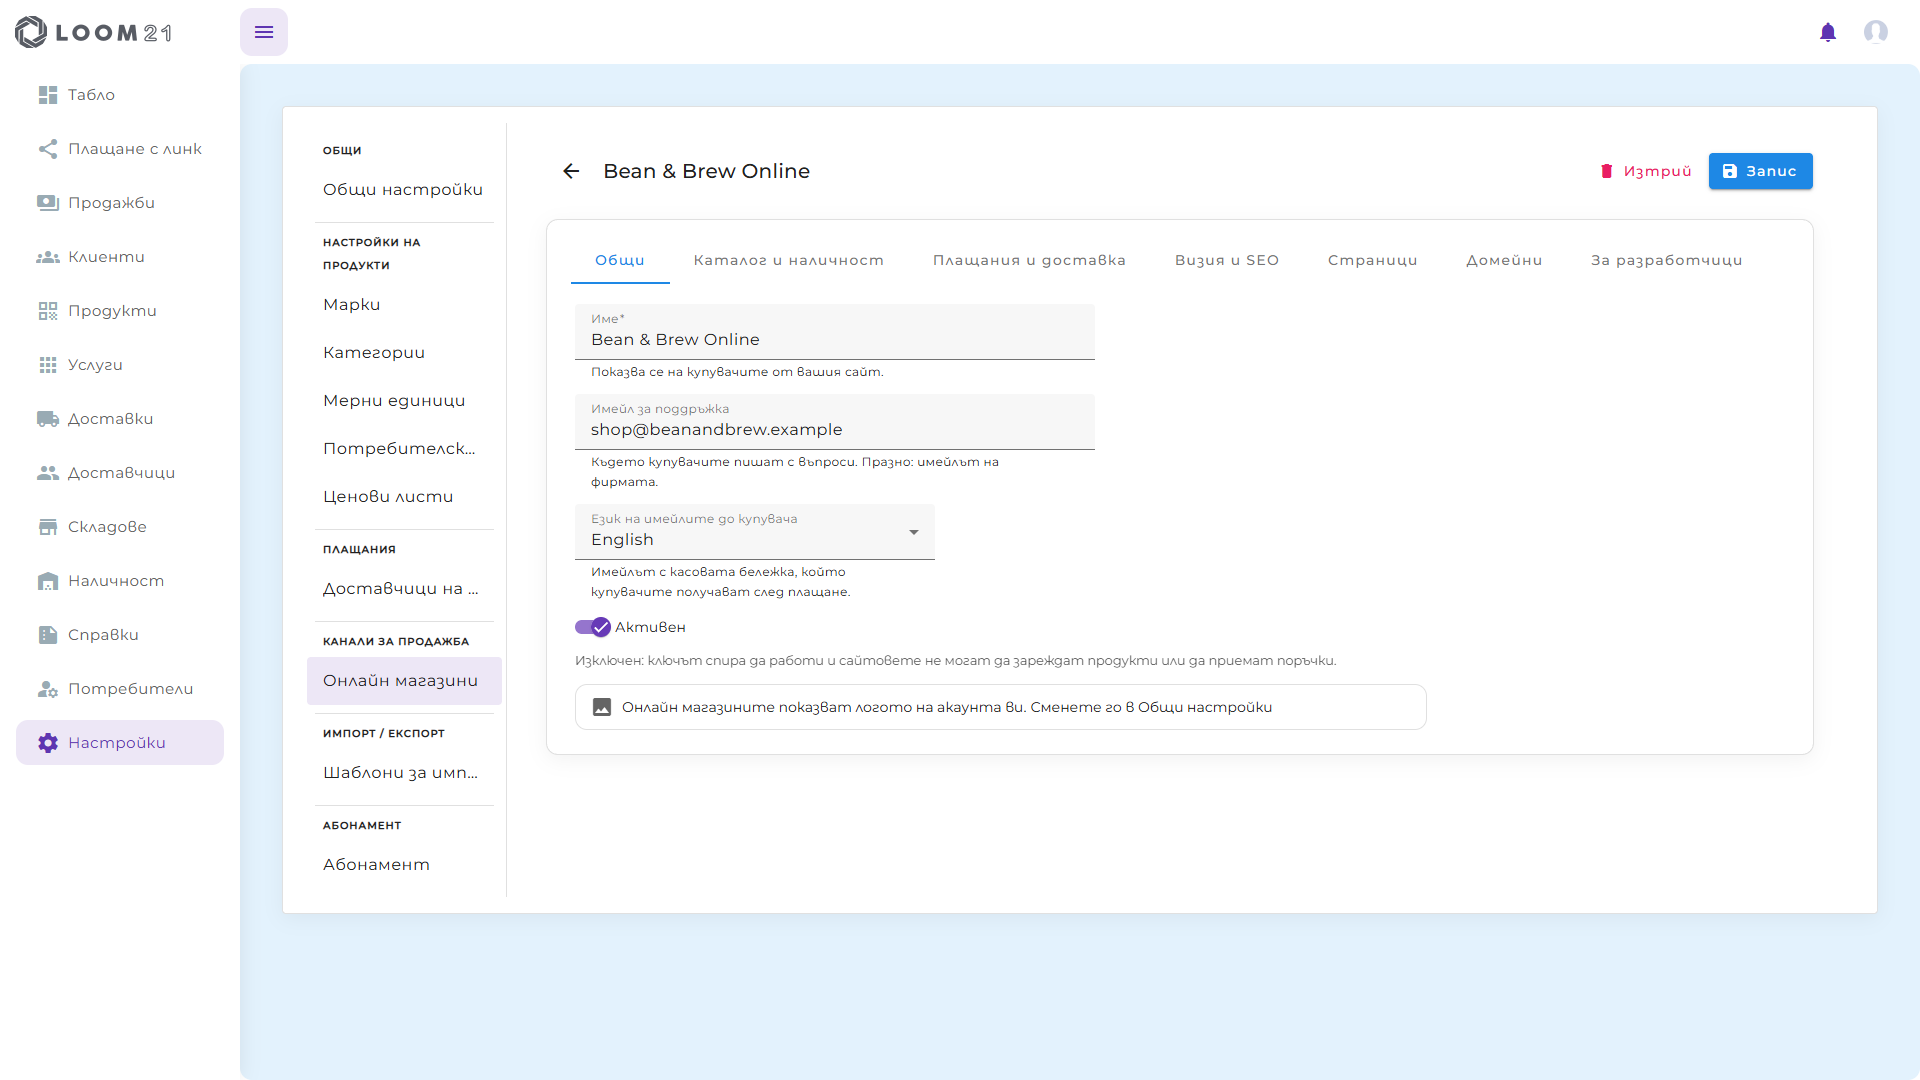 LOOM21
Табло
Плащане с линк
Продажби
Клиенти
Продукти
Услуги
Доставки
Доставчици
Складове
Наличност
Справки
Потребители
Настройки
ОБЩИ
Общи настройки
НАСТРОЙКИ НА
ПРОДУКТИ
Марки
Категории
Мерни единици
Потребителск...
Ценови листи
ПЛАЩАНИЯ
Доставчици на ...
КАНАЛИ ЗА ПРОДАЖБА
Онлайн магазини
ИМПОРТ / ЕКСПОРТ
Шаблони за имп...
АБОНАМЕНТ
Абонамент
Bean & Brew Online
Изтрий
Запис
Общи
Каталог и наличност
Плащания и доставка
Визия и SEO
Страници
Домейни
За разработчици
Име*
Bean & Brew Online
Показва се на купувачите от вашия сайт.
Имейл за поддръжка
shop@beanandbrew.example
Където купувачите пишат с въпроси. Празно: имейлът на
фирмата.
Език на имейлите до купувача
English
Имейлът с касовата бележка, който
купувачите получават след плащане.
Активен
Изключен: ключът спира да работи и сайтовете не могат да зареждат продукти или да приемат поръчки.
Онлайн магазините показват логото на акаунта ви. Сменете го в Общи настройки